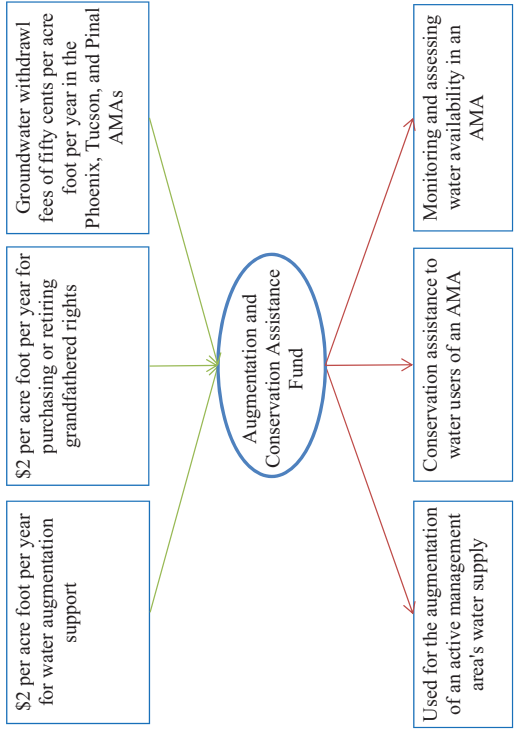 $2 per acre foot per year
for water augmentation
support
$2 per acre foot per year for
purchasing or retiring
grandfathered rights
Groundwater withdrawl
fees of fifty cents per acre
foot per year in the
Phoenix, Tucson, and Pinal
AMAs
Augmentation and
Conservation Assistance
Fund
Used for the augmentation
of an active management
area's water supply
Conservation assistance to
water users of an AMA
Monitoring and assessing
water availability in an
AMA